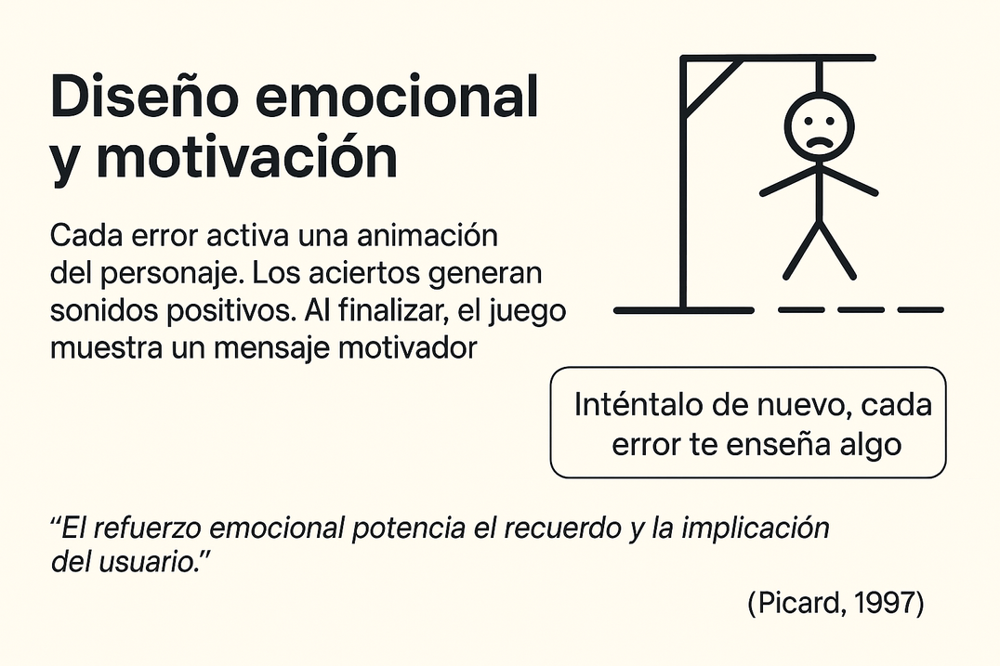 Diseño emocional
y motivación
Cada error activa una animación
del personaje. Los aciertos generan
sonidos positivos. Al finalizar, el juego
muestra un mensaje motivador
Inténtalo de nuevo, cada
error te enseña algo
“El refuerzo emocional potencia el recuerdo y la implicación
del usuario.”
(Picard, 1997)